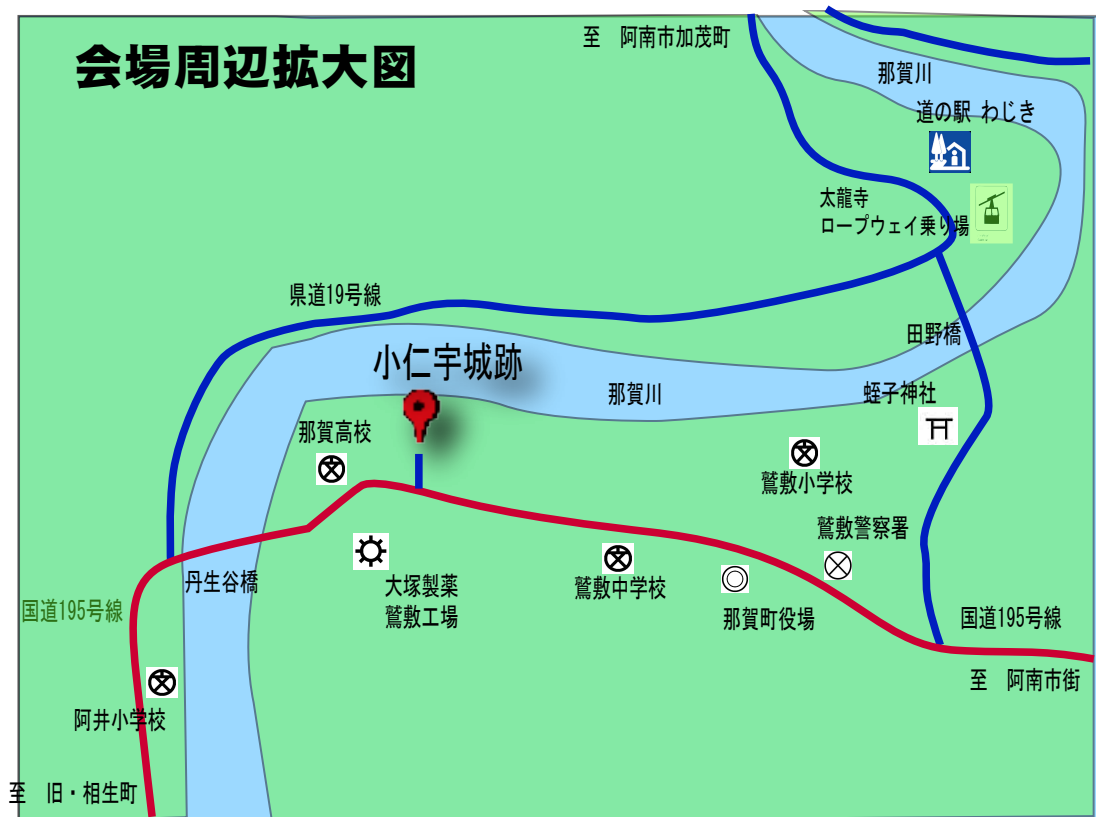 会場周辺拡大図
至　阿南市加茂町
那賀川
道の駅 わじき
太龍寺
ロープウェイ乗り場
県道19号線
田野橋
小仁宇城跡
那賀川
蛭子神社
那賀高校
鷲敷小学校
鷲敷警察署
丹生谷橋
大塚製薬
鷲敷工場
鷲敷中学校
那賀町役場
国道195号線
国道195号線
至　阿南市街
阿井小学校
至　旧・相生町